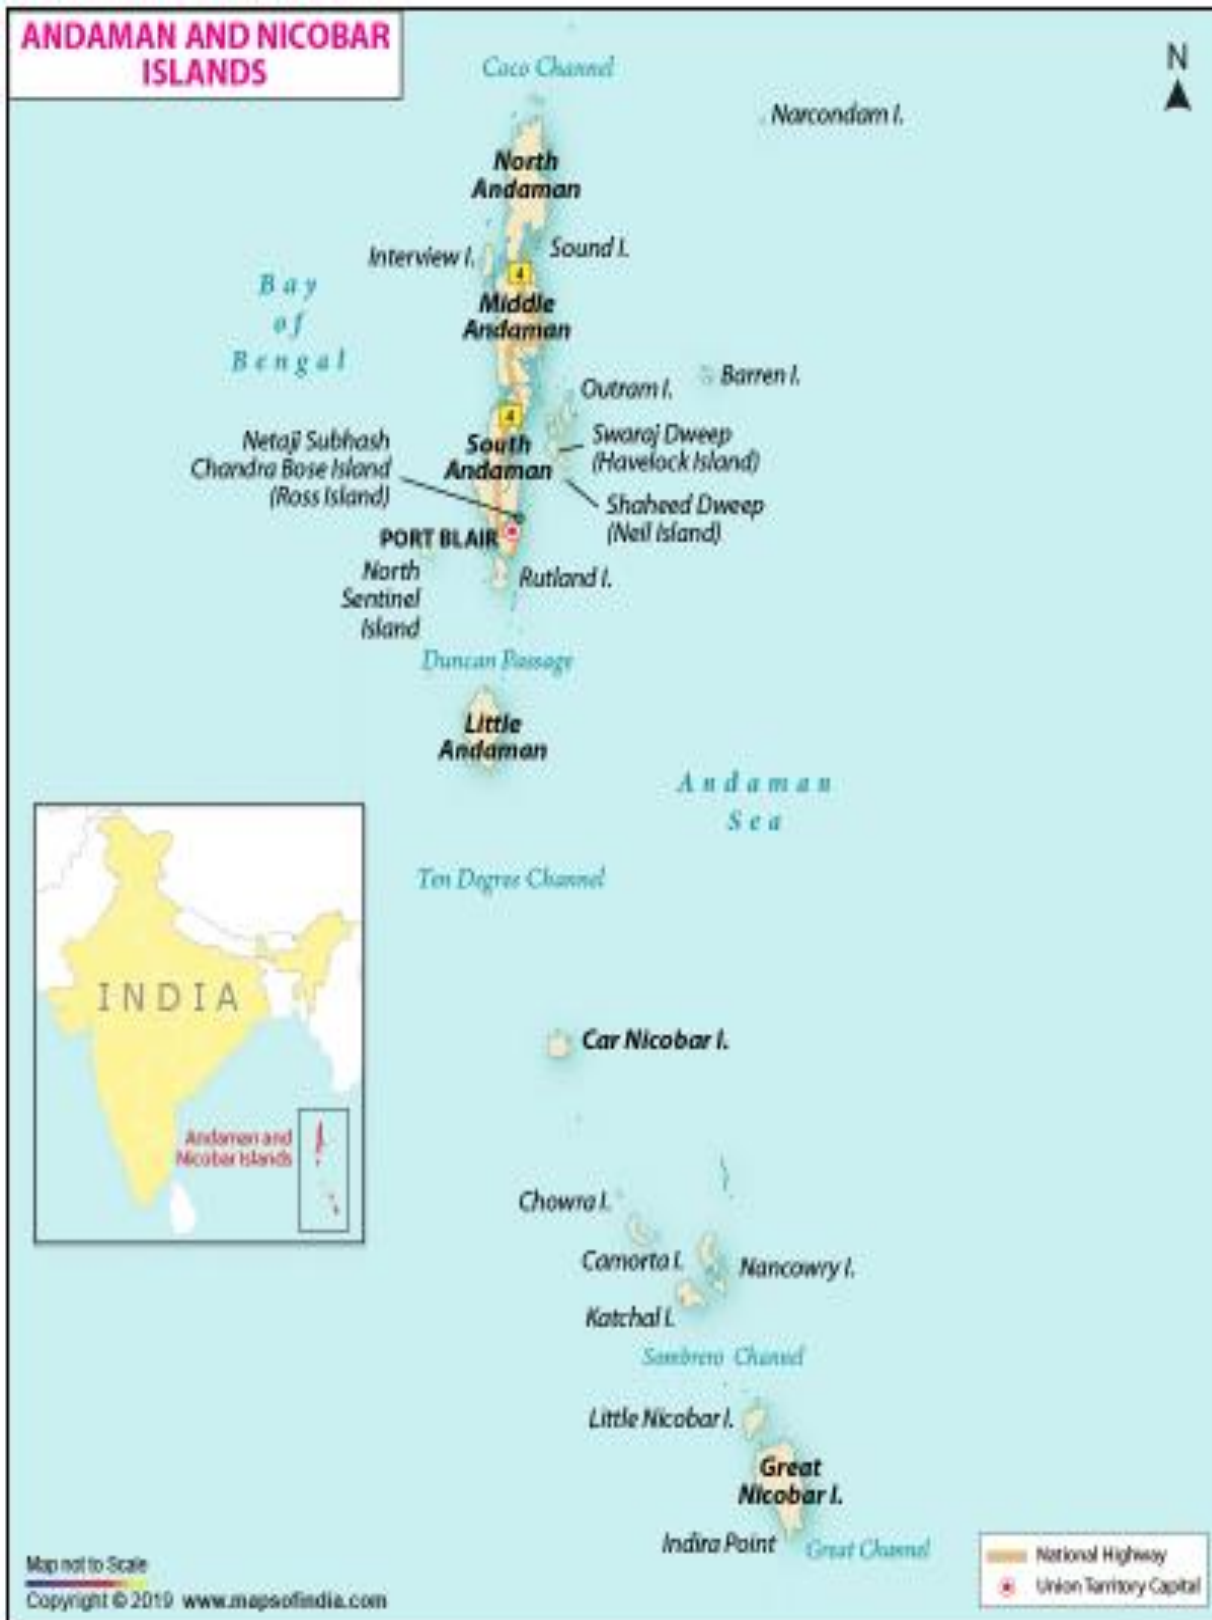 ANDAMAN AND NICOBAR
ISLANDS
N
Coco Channel
Narcondam I.
North
Andaman
Interview I.
Sound I.
4
Bay
of
Bengal
Middle
Andaman
Barren I.
Outram I.
4
Netaji Subhash
Chandra Bose Island
(Ross Island)
South
Andaman
Swaraj Dweep
(Havelock Island)
Shaheed Dweep
(Neil Island)
PORT BLAIR
North
Sentinel
Island
Rutland I.
Duncan Passage
Little
Andaman
Andaman
Sea
Ten Degree Channel
INDIA
Andaman and
Nicobar Islands
Car Nicobar I.
Chowra I.
Camorta I.
Nancowry I.
Katchal I.
Sombrero Channel
Little Nicobar I.
Great
Nicobar I.
Indira Point
Great Channel
Map not to Scale
Copyright © 2019 www.mapsofindia.com
National Highway
Union Territory Capital